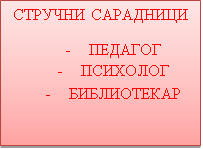 СТРУЧНИ САРАДНИЦИ
- ПЕДАГОГ
- ПСИХОЛОГ
- БИБЛИОТЕКАР